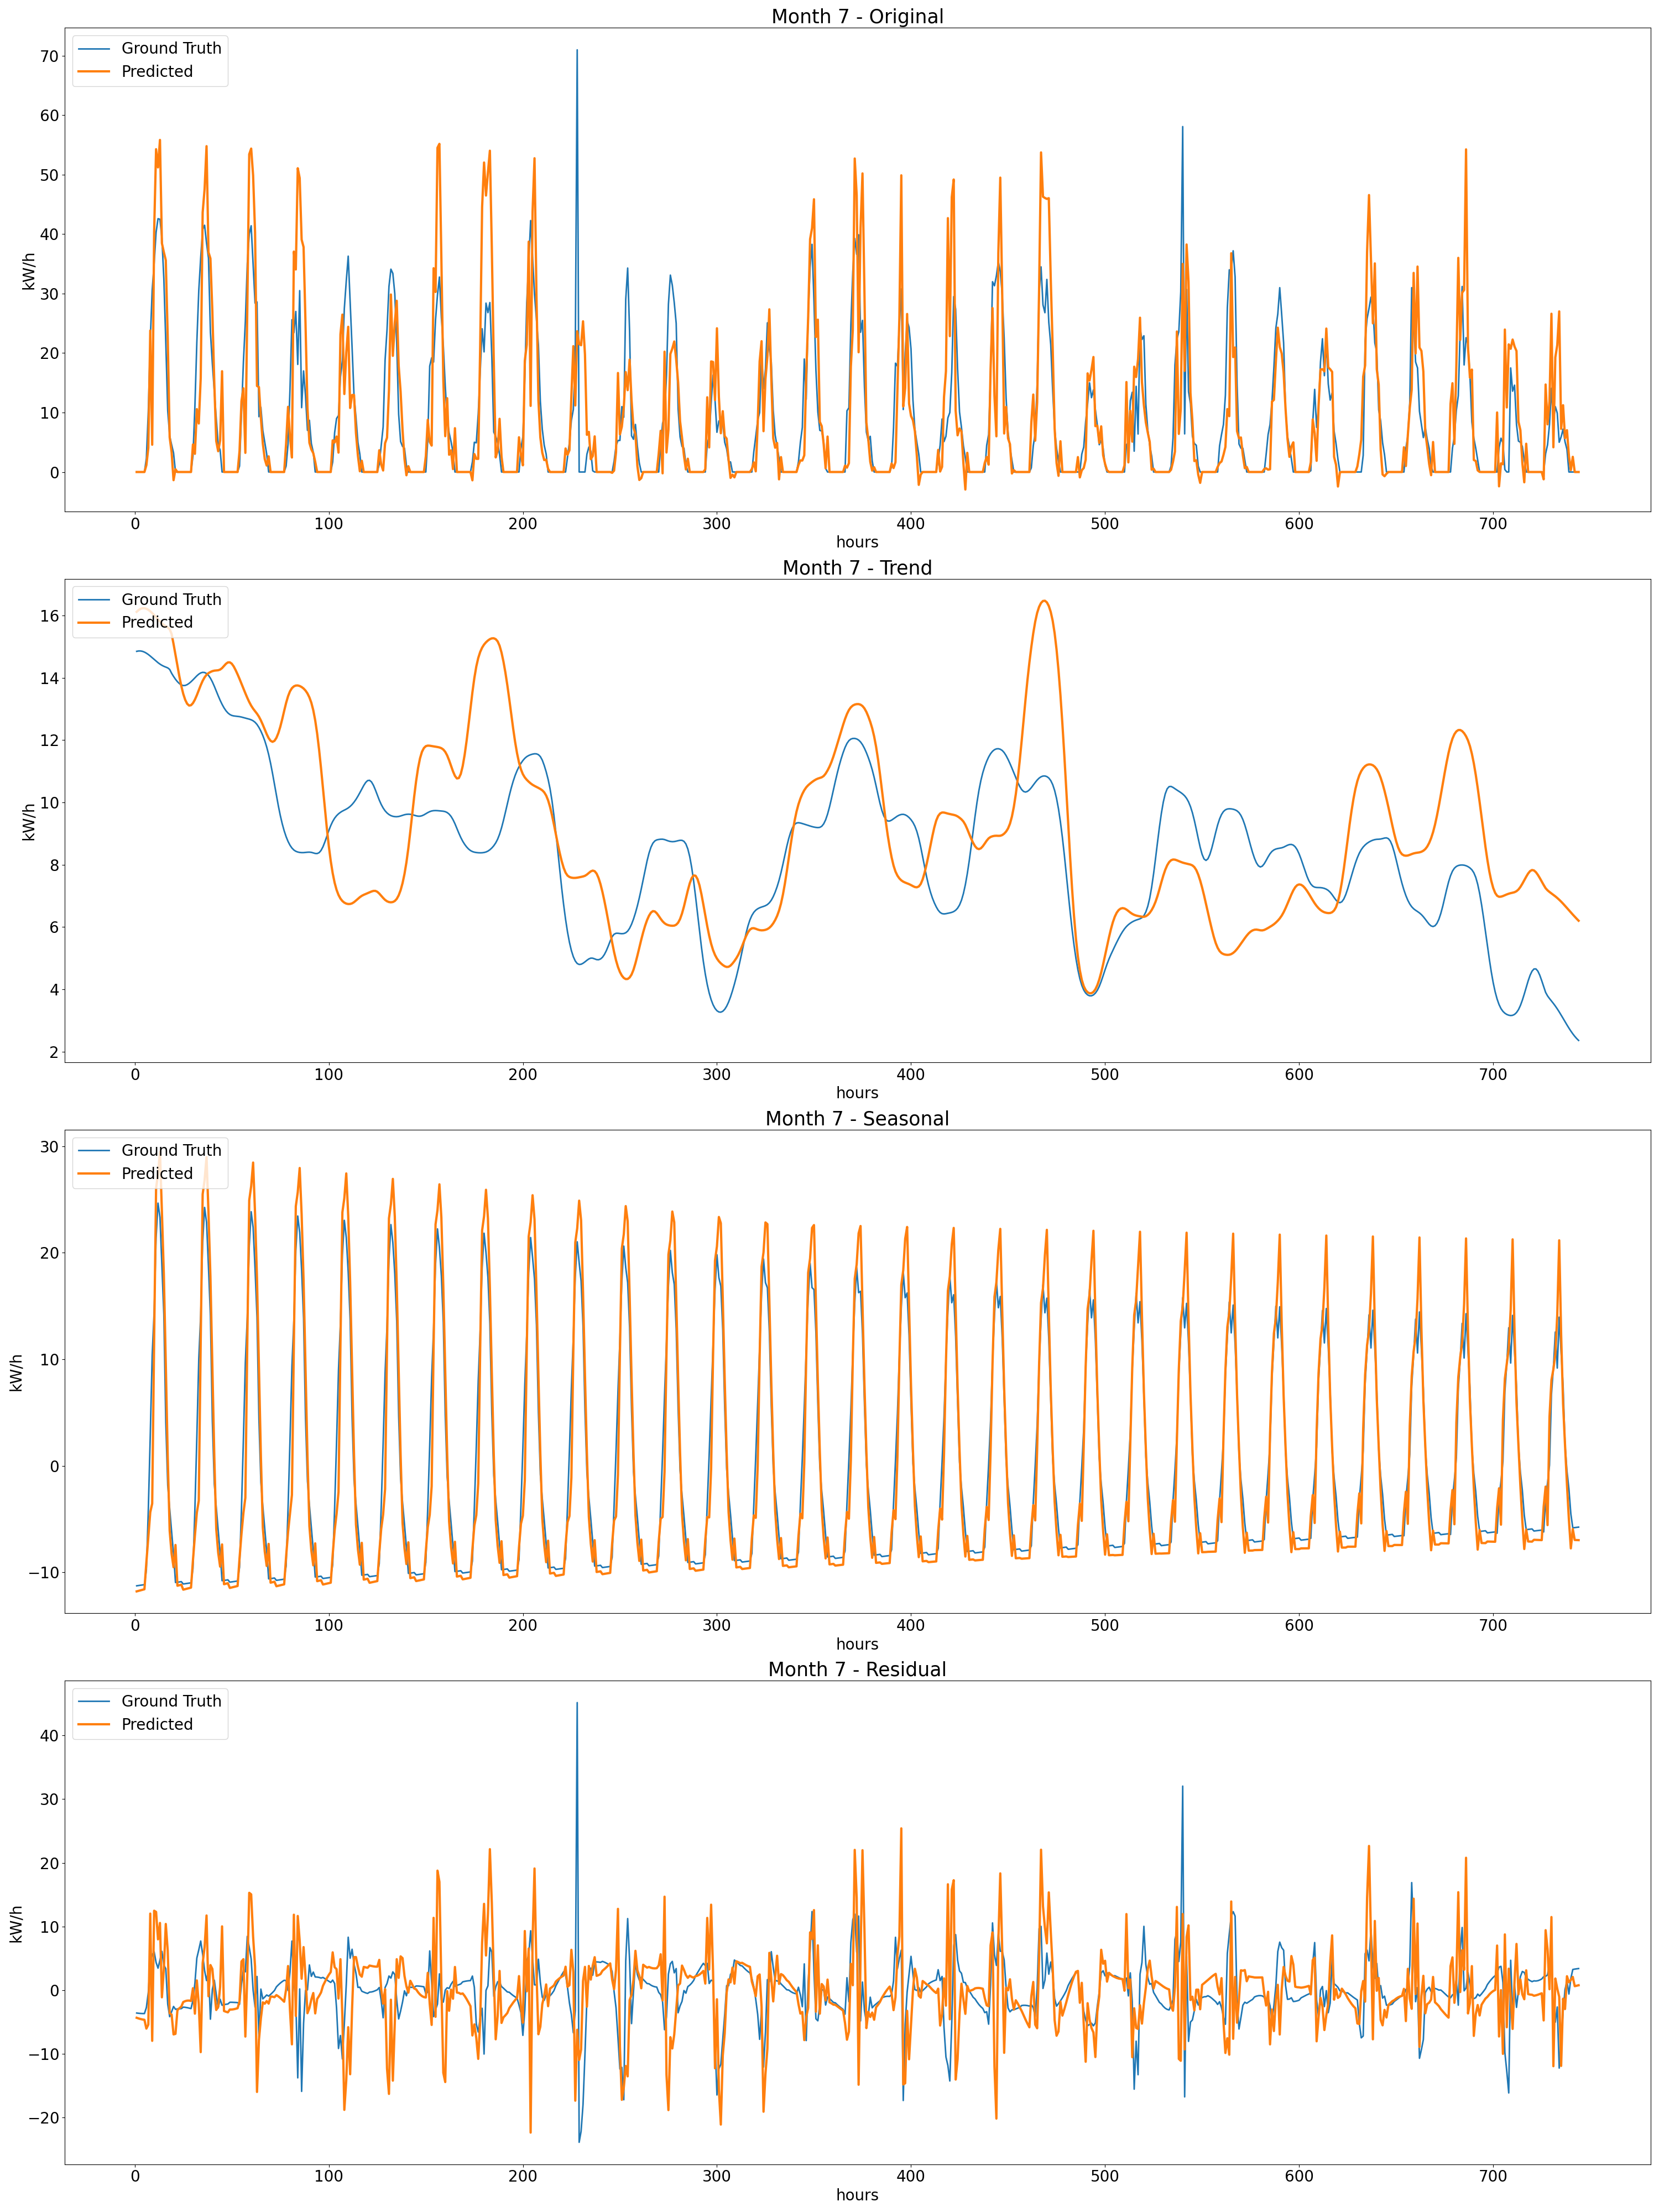 Month 7 - Original
Ground Truth
Predicted
kW/h
70
60
50
40
30
20
10
0
0 100 200 300 400 500 600 700
hours
Month 7 - Trend
Ground Truth
Predicted
kW/h
16
14
12
10
8
6
4
2
0 100 200 300 400 500 600 700
hours
Month 7 - Seasonal
Ground Truth
Predicted
kW/h
30
20
10
0
−10
0 100 200 300 400 500 600 700
hours
Month 7 - Residual
Ground Truth
Predicted
kW/h
40
30
20
10
0
−10
−20
0 100 200 300 400 500 600 700
hours